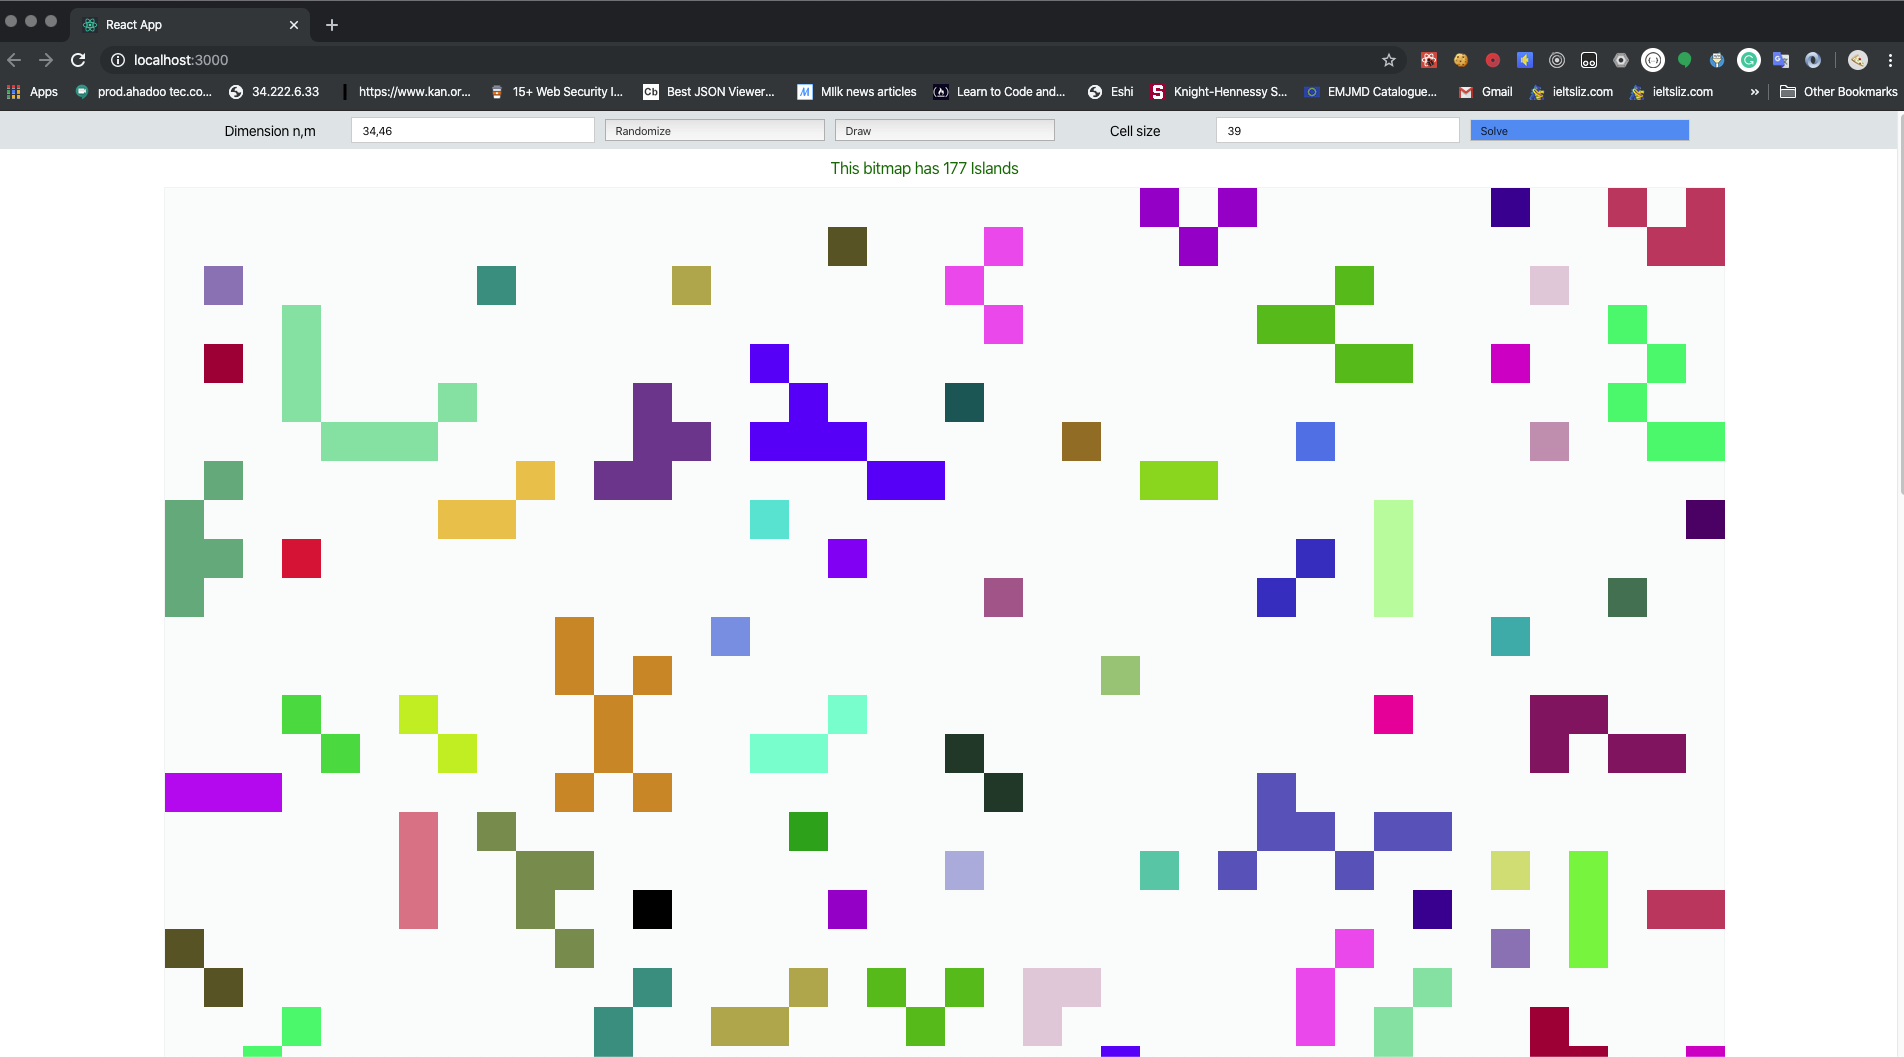 React App
localhost:3000
Apps prod.ahadoo tec.co... 34.222.6.33 https://www.kan.or... 15+ Web Security I... Cb Best JSON Viewer... M MIlk news articles Learn to Code and... Eshi S Knight-Hennessy S... EMJMD Catalogue... Gmail ieltsliz.com ieltsliz.com » Other Bookmarks
Dimension n,m 34,46 Randomize Draw Cell size 39 Solve
This bitmap has 177 Islands